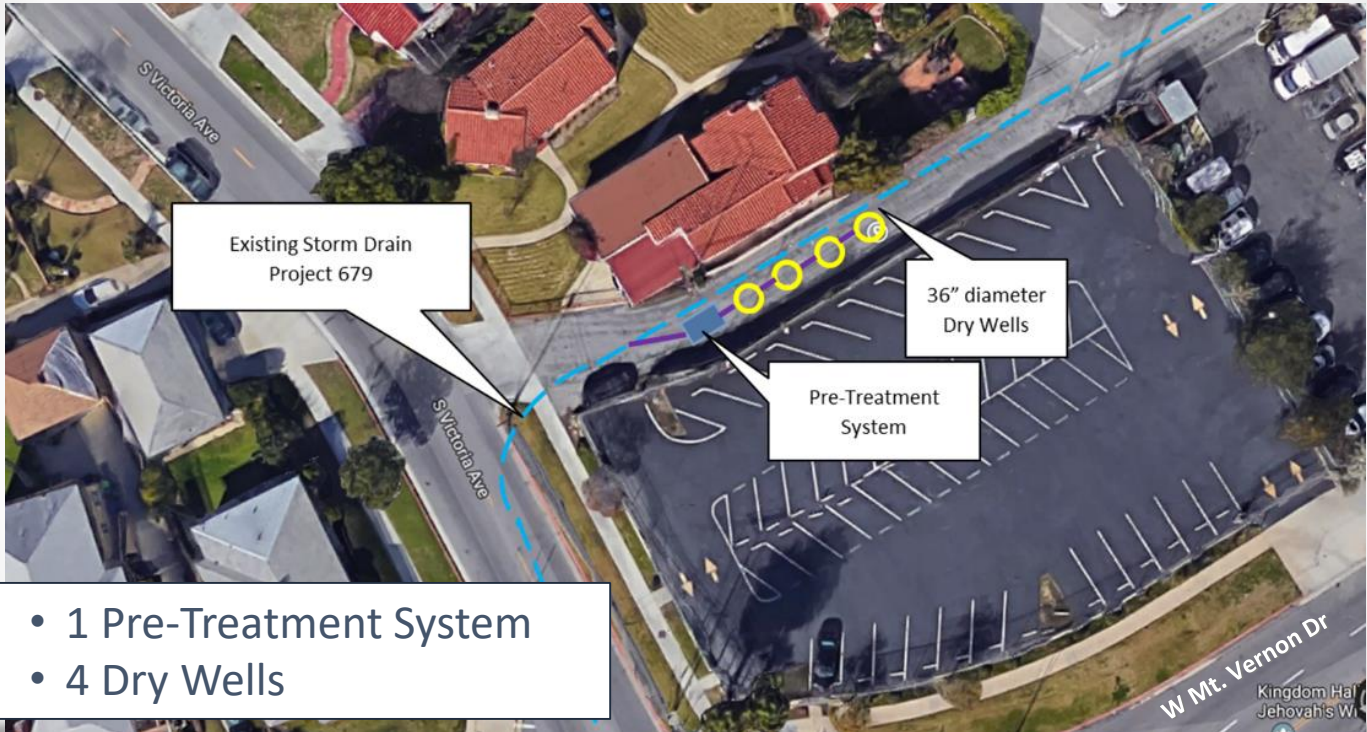 S Victoria Ave
Existing Storm Drain
Project 679
36” diameter
Dry Wells
Pre-Treatment
System
S Victoria Ave
• 1 Pre-Treatment System
• 4 Dry Wells
W Mt. Vernon Dr
Kingdom Hal
Jehovah's Wi